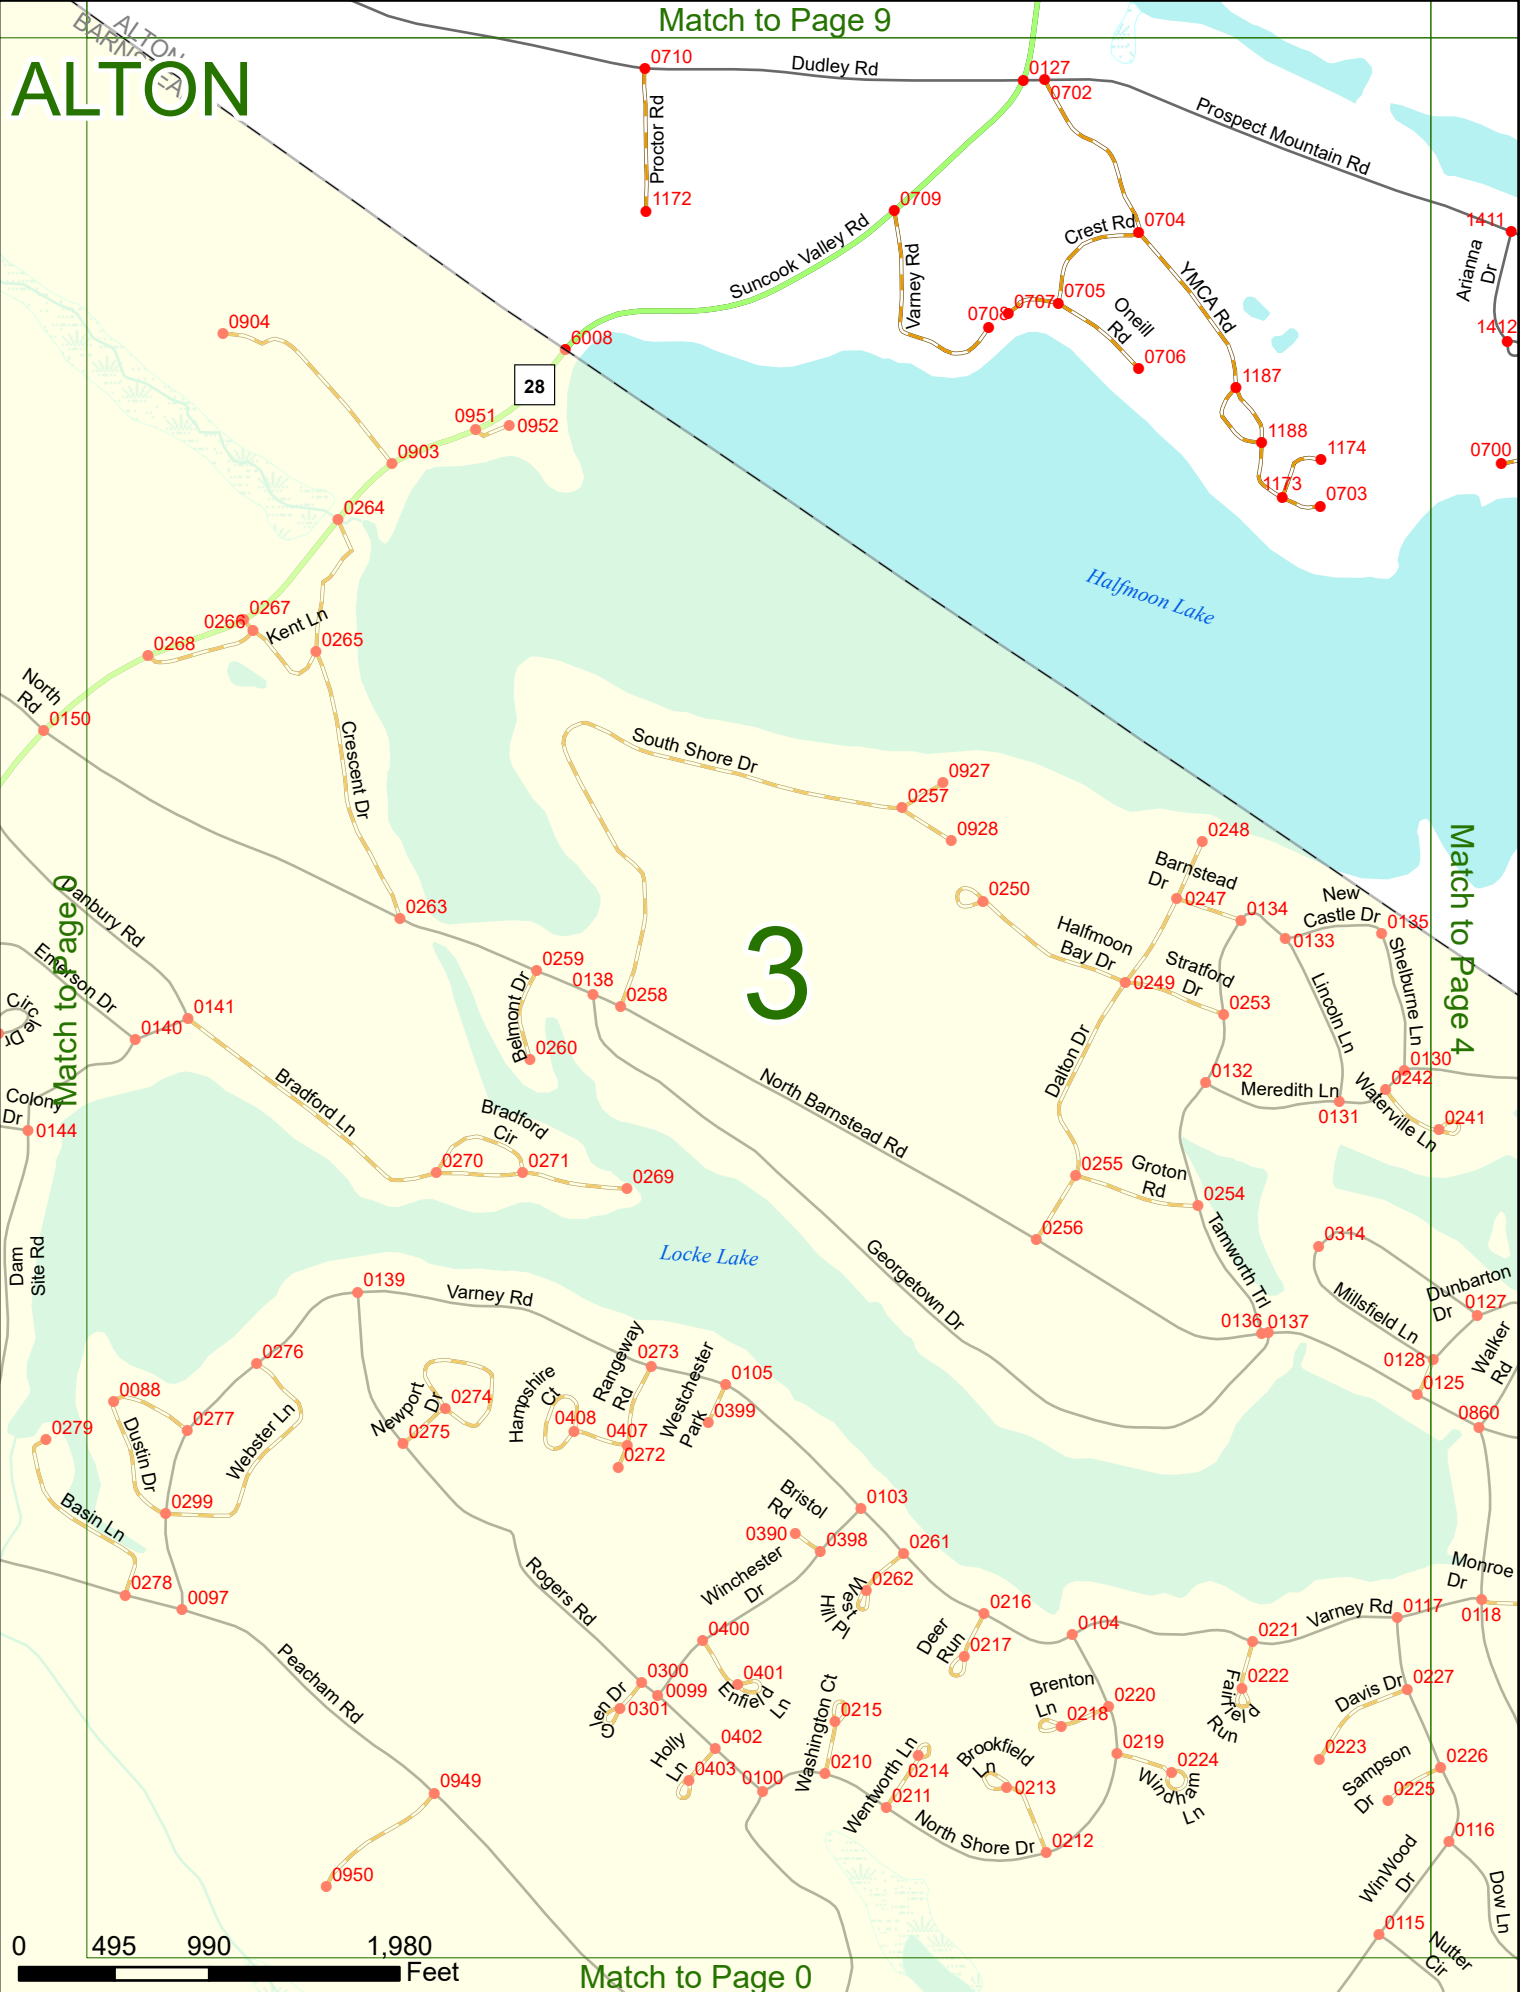 Match to Page 9
ALTON
BARNSTEAD
ALTON
0710
Dudley Rd
0127
0702
Proctor Rd
Prospect Mountain Rd
1172
0709
0704
1411
Crest Rd
Suncook Valley Rd
Varney Rd
YMCA Rd
Arianna
Dr
0705
0707
0708
Oneill
Rd
0904
6008
1412
0706
28
1187
0951
0952
1188
0903
1174
0700
1173
0703
0264
Halfmoon Lake
0267
0266
Kent Ln
0265
0268
North
Rd
0150
Crescent Dr
South Shore Dr
0927
0257
0928
0248
Match to Page 4
Barnstead
Dr
0247
0250
New
Castle Dr
0134
0135
0133
Match to Page 0
Danbury Rd
0263
3
Halfmoon
Bay Dr
Stratford
Dr
Shelburne Ln
Emerson Dr
0259
0138
0258
0249
Lincoln Ln
Belmont Dr
Circle Dr
0141
0140
0253
0260
Dalton Dr
0130
0242
0132
Meredith Ln
0131
Waterville Ln
0241
Colony
Dr
0144
Bradford Ln
Bradford
Cir
North Barnstead Rd
0270
0271
0269
0255
Groton
Rd
0254
0256
Tamworth Trl
0314
Dam
Site Rd
Locke Lake
Georgetown Dr
Millsfield Ln
Dunbarton
Dr
0127
0139
Varney Rd
0136
0137
Walker
Rd
0128
0125
0276
Rangeway
Rd
0273
Westchester
Park
0105
0088
Newport
Dr
0274
Hampshire
Ct
0408
0407
0399
0860
0279
0277
Webster Ln
0275
0272
Dustin Dr
Basin Ln
0299
Bristol
Rd
0103
0390
0398
0261
Winchester
Dr
0262
West
Hill Pl
Monroe
Dr
0278
0097
Rogers Rd
0216
0104
Varney Rd
0117
0118
Deer
Run
0217
0221
Peacham Rd
0400
0401
Enfield
Ln
0300
0099
0301
Glen Dr
Brenton
Ln
0220
0218
0222
Fairfield
Run
Davis Dr
0227
Washington Ct
0215
0402
Holly
Ln
0403
0219
0224
Windham
Ln
0223
0226
Sampson
Dr
0225
0949
0100
0210
Wentworth Ln
0214
Brookfield
Ln
0213
0211
North Shore Dr
0212
0116
WinWood
Dr
Dow Ln
0950
0115
Nutter
Cir
0
495
990
1,980
Feet
Match to Page 0